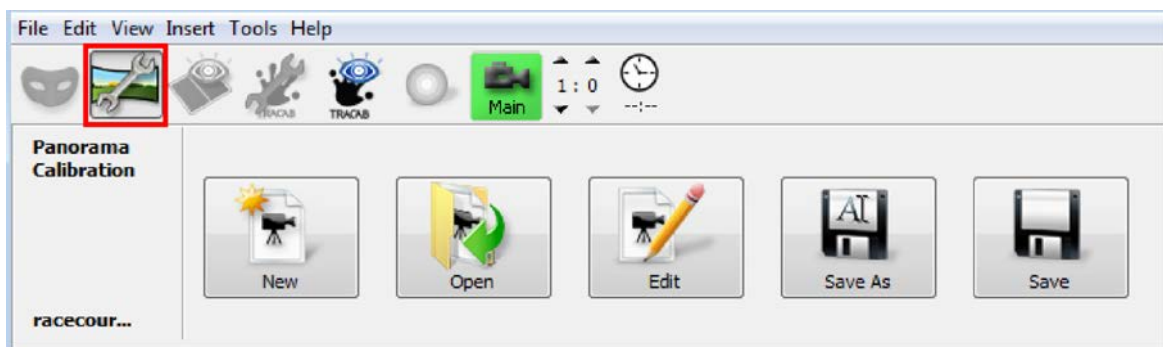 File Edit View Insert Tools Help
TRACAB
TRACAB
Main
1 : 0
--:--
Panorama
Calibration
New
Open
Edit
AI
Save As
Save
racecour...